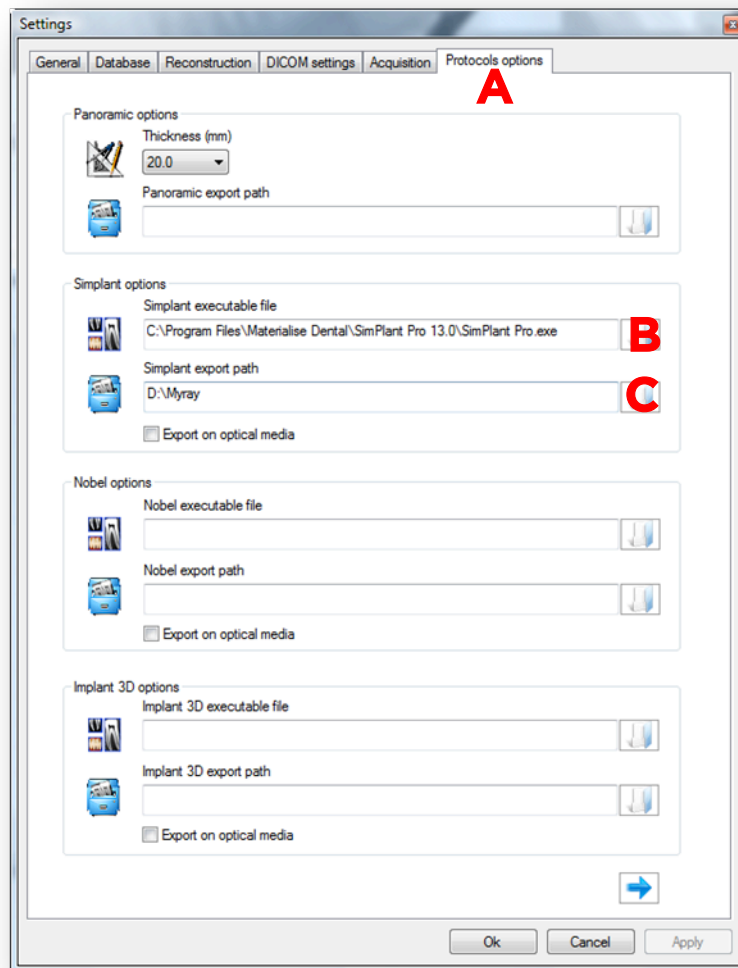 Settings
General Database Reconstruction DICOM settings Acquisition Protocols options
A
Panoramic options
Thickness (mm)
20.0
Panoramic export path
Simplant options
Simplant executable file
C:\Program Files\Materialise Dental\SimPlant Pro 13.0\SimPlant Pro.exe
B
Simplant export path
D:\Myray
C
Export on optical media
Nobel options
Nobel executable file
Nobel export path
Export on optical media
Implant 3D options
Implant 3D executable file
Implant 3D export path
Export on optical media
Ok Cancel Apply